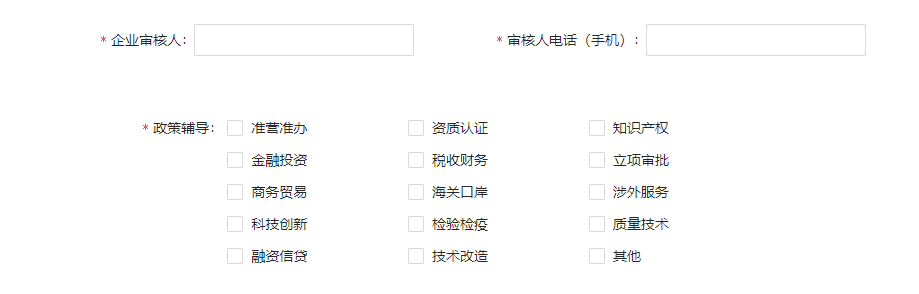 * 企业审核人: * 审核人电话（手机）:
* 政策辅导: 准营准办 资质认证 知识产权
金融投资 税收财务 立项审批
商务贸易 海关口岸 涉外服务
科技创新 检验检疫 质量技术
融资信贷 技术改造 其他